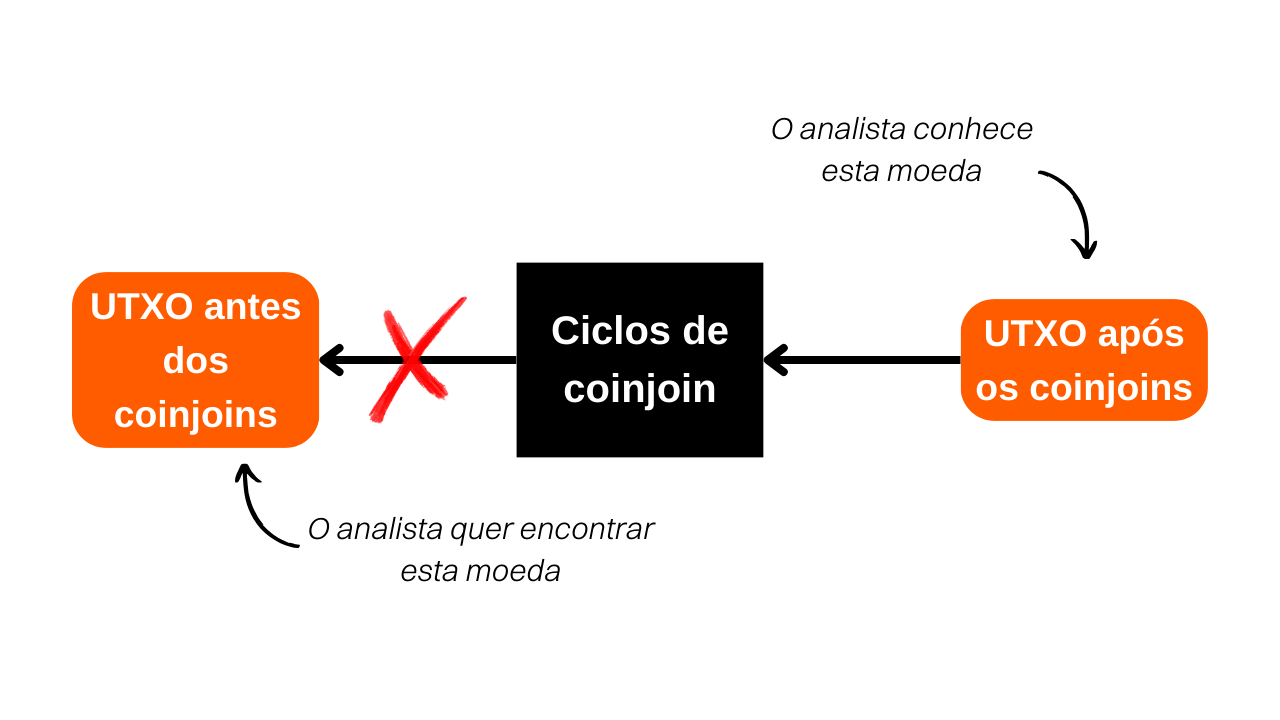 O analista conhece
esta moeda
UTXO antes
dos
coinjoins
Ciclos de
coinjoin
UTXO após
os coinjoins
O analista quer encontrar
esta moeda